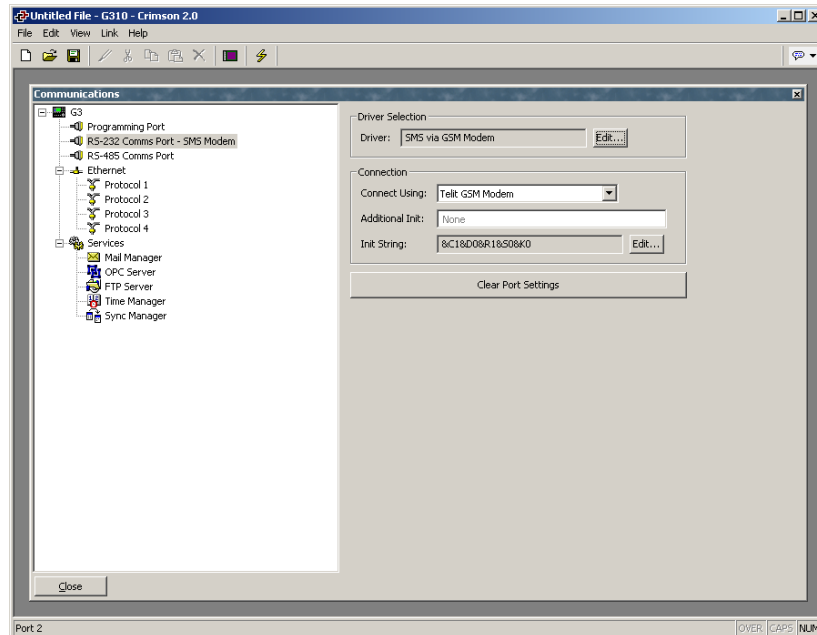 Untitled File - G310 - Crimson 2.0
File Edit View Link Help
Communications
G3
Programming Port
RS-232 Comms Port - SMS Modem
RS-485 Comms Port
Ethernet
Protocol 1
Protocol 2
Protocol 3
Protocol 4
Services
Mail Manager
OPC Server
FTP Server
Time Manager
Sync Manager
Driver Selection
Driver: SMS via GSM Modem Edit...
Connection
Connect Using: Telit GSM Modem
Additional Init: None
Init String: &C1&D0&R1&S0&K0 Edit...
Clear Port Settings
Close
Port 2 OVER CAPS NUM